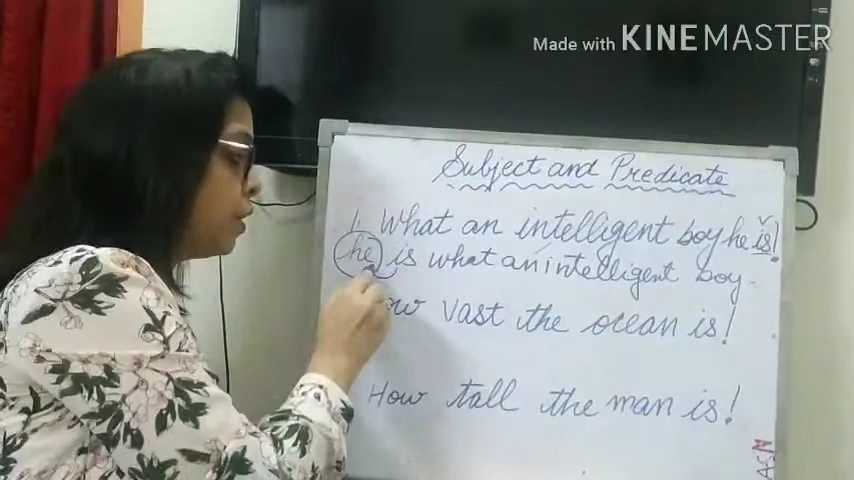 Made with KINEMASTER
Subject and Predicate
1. What an intelligent boy he is!
he is what an intelligent boy.
vast the ocean is!
How tall the man is!
ASN